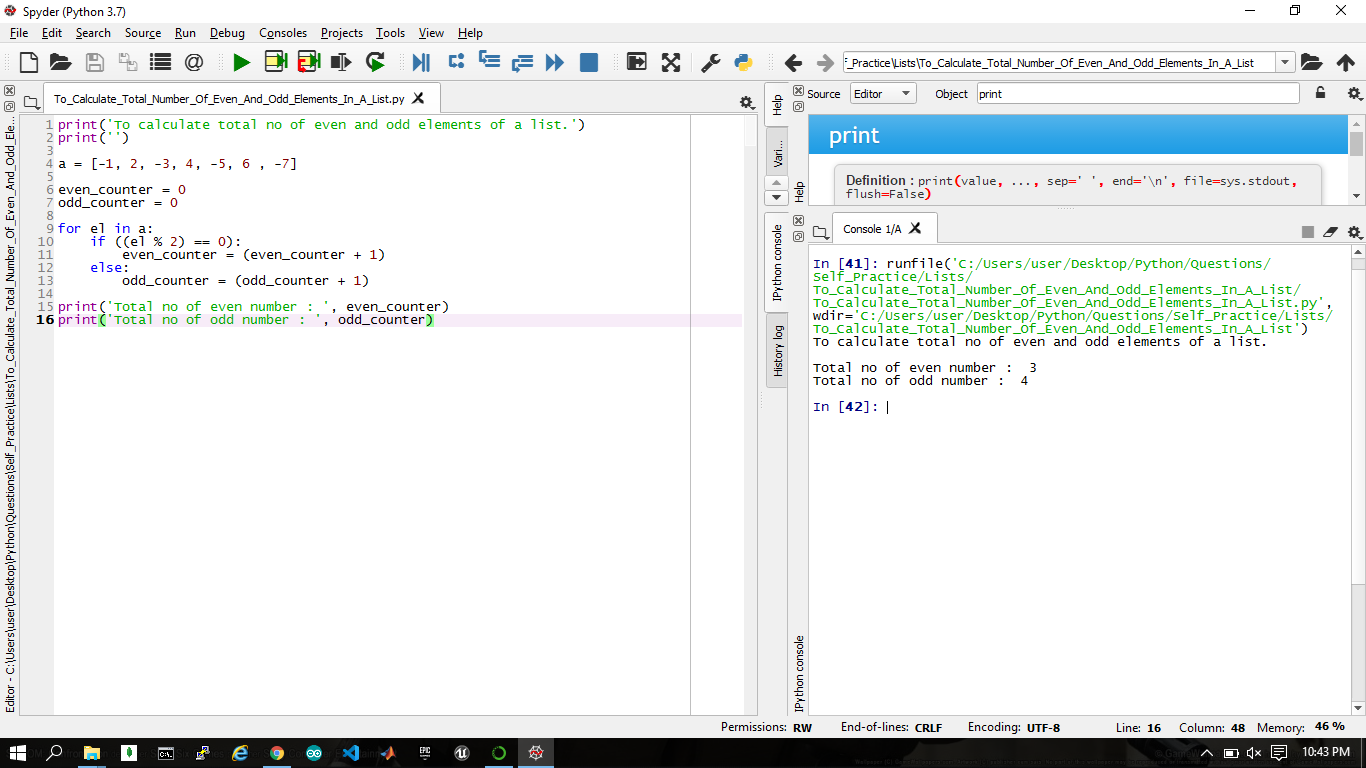 Spyder (Python 3.7)
File Edit Search Source Run Debug Consoles Projects Tools View Help
F_Practice\Lists\To_Calculate_Total_Number_Of_Even_And_Odd_Elements_In_A_List
To_Calculate_Total_Number_Of_Even_And_Odd_Elements_In_A_List.py
1 print('To calculate total no of even and odd elements of a list.')
2 print('')
3
4 a = [-1, 2, -3, 4, -5, 6 , -7]
5
6 even_counter = 0
7 odd_counter = 0
8
9 for el in a:
10     if ((el % 2) == 0):
11         even_counter = (even_counter + 1)
12     else:
13         odd_counter = (odd_counter + 1)
14
15 print('Total no of even number : ', even_counter)
16 print('Total no of odd number : ', odd_counter)
Editor - C:\Users\user\Desktop\Python\Questions\Self_Practice\Lists\To_Calculate_Total_Number_Of_Even_And_Odd_Ele...
Help
Vari...
IPython console
History log
Help
Source Editor Object print
print
Definition : print(value, ..., sep=' ', end='\n', file=sys.stdout,
flush=False)
Console 1/A
In [41]: runfile('C:/Users/user/Desktop/Python/Questions/
Self_Practice/Lists/
To_Calculate_Total_Number_Of_Even_And_Odd_Elements_In_A_List/
To_Calculate_Total_Number_Of_Even_And_Odd_Elements_In_A_List.py',
wdir='C:/Users/user/Desktop/Python/Questions/Self_Practice/Lists/
To_Calculate_Total_Number_Of_Even_And_Odd_Elements_In_A_List')
To calculate total no of even and odd elements of a list.
Total no of even number :  3
Total no of odd number :  4
In [42]:
IPython console
Permissions: RW End-of-lines: CRLF Encoding: UTF-8 Line: 16 Column: 48 Memory: 46 %
10:43 PM